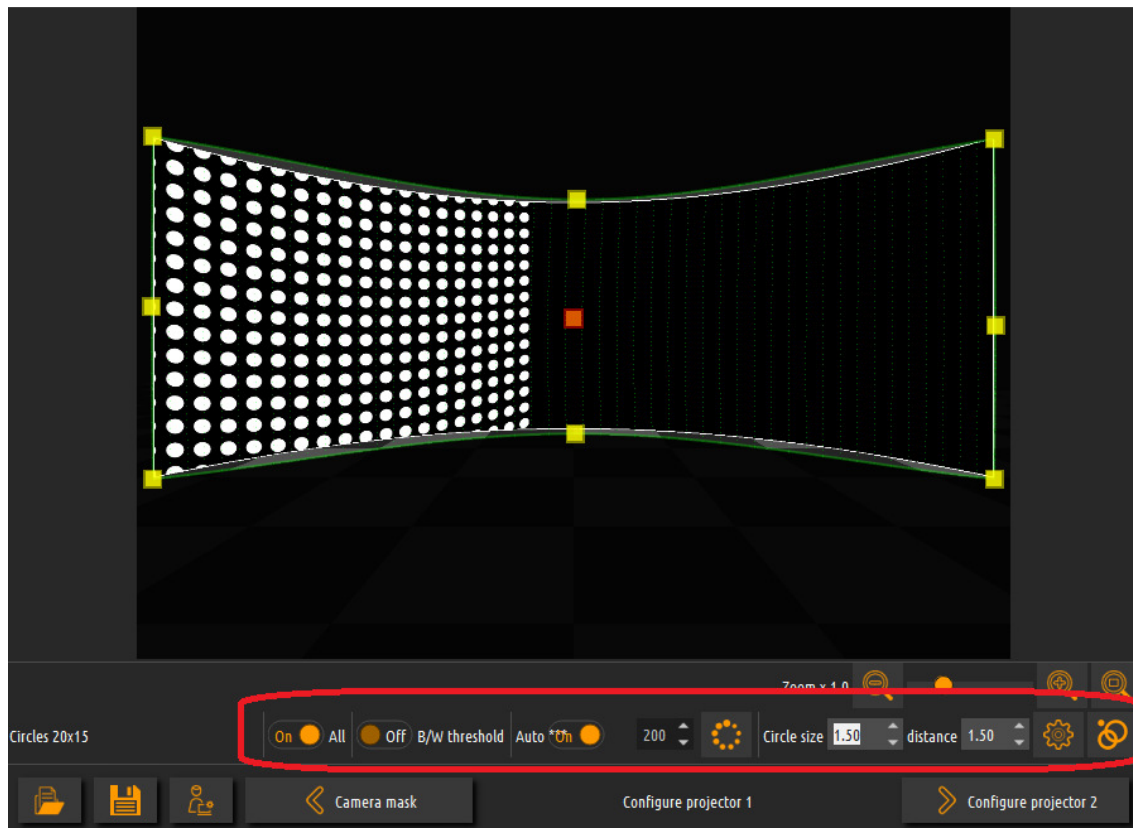 Zoom x 1.0
Circles 20x15 On All Off B/W threshold Auto *** On 200 Circle size 1.50 distance 1.50
Camera mask Configure projector 1 Configure projector 2